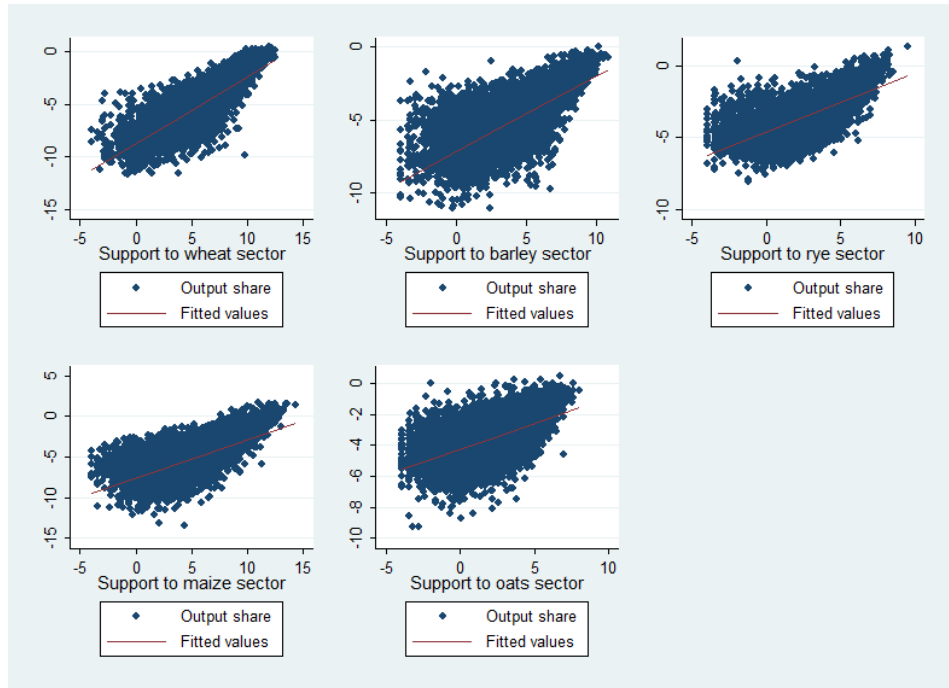 0
-5
-10
-15
-5 0 5 10 15
Support to wheat sector
Output share
Fitted values
0
-5
-10
-5 0 5 10
Support to barley sector
Output share
Fitted values
0
-5
-10
-5 0 5 10
Support to rye sector
Output share
Fitted values
5
0
-5
-10
-15
-5 0 5 10 15
Support to maize sector
Output share
Fitted values
0
-2
-4
-6
-8
-10
-5 0 5 10
Support to oats sector
Output share
Fitted values